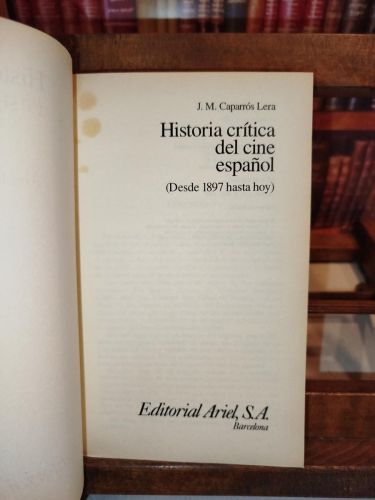 J. M. Caparrós Lera
Historia crítica
del cine
español
(Desde 1897 hasta hoy)
Editorial Ariel, S.A.
Barcelona